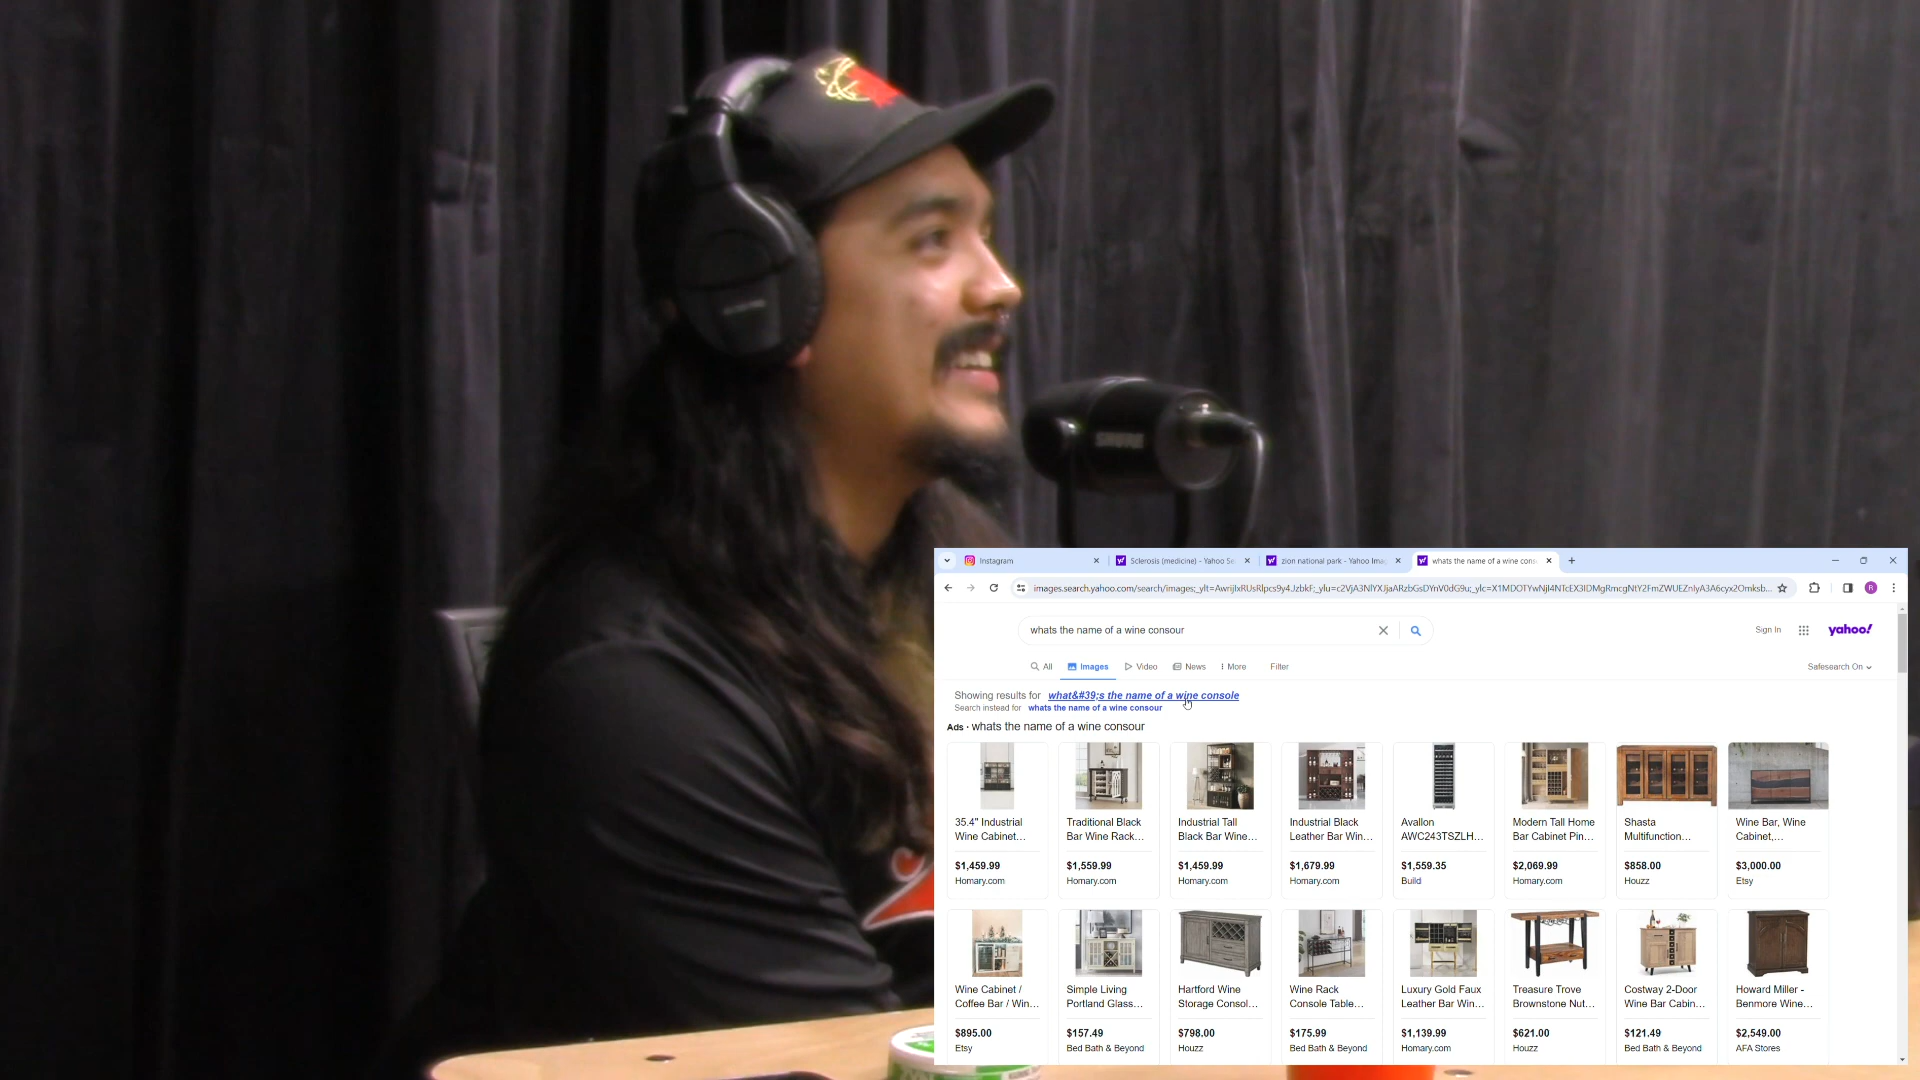 SHURE
Instagram
Sclerosis (medicine) - Yahoo Se
zion national park - Yahoo Ima
whats the name of a wine cons
whats the name of a wine consour
Sign In
yahoo!
All
Images
Video
News
More
Filter
Safesearch On
Showing results for what&#39;s the name of a wine console
Search instead for whats the name of a wine consour
Ads · whats the name of a wine consour
35.4" Industrial
Wine Cabinet...
$1,459.99
Homary.com
Traditional Black
Bar Wine Rack...
$1,559.99
Homary.com
Industrial Tall
Black Bar Wine...
$1,459.99
Homary.com
Industrial Black
Leather Bar Win...
$1,679.99
Homary.com
Avallon
AWC243TSZLH...
$1,559.35
Build
Modern Tall Home
Bar Cabinet Pin...
$2,069.99
Homary.com
Shasta
Multifunction...
$858.00
Houzz
Wine Bar, Wine
Cabinet,...
$3,000.00
Etsy
Wine Cabinet /
Coffee Bar / Win...
$895.00
Etsy
Simple Living
Portland Glass...
$157.49
Bed Bath & Beyond
Hartford Wine
Storage Consol...
$798.00
Houzz
Wine Rack
Console Table...
$175.99
Bed Bath & Beyond
Luxury Gold Faux
Leather Bar Win...
$1,139.99
Homary.com
Treasure Trove
Brownstone Nut...
$621.00
Houzz
Costway 2-Door
Wine Bar Cabin...
$121.49
Bed Bath & Beyond
Howard Miller -
Benmore Wine...
$2,549.00
AFA Stores